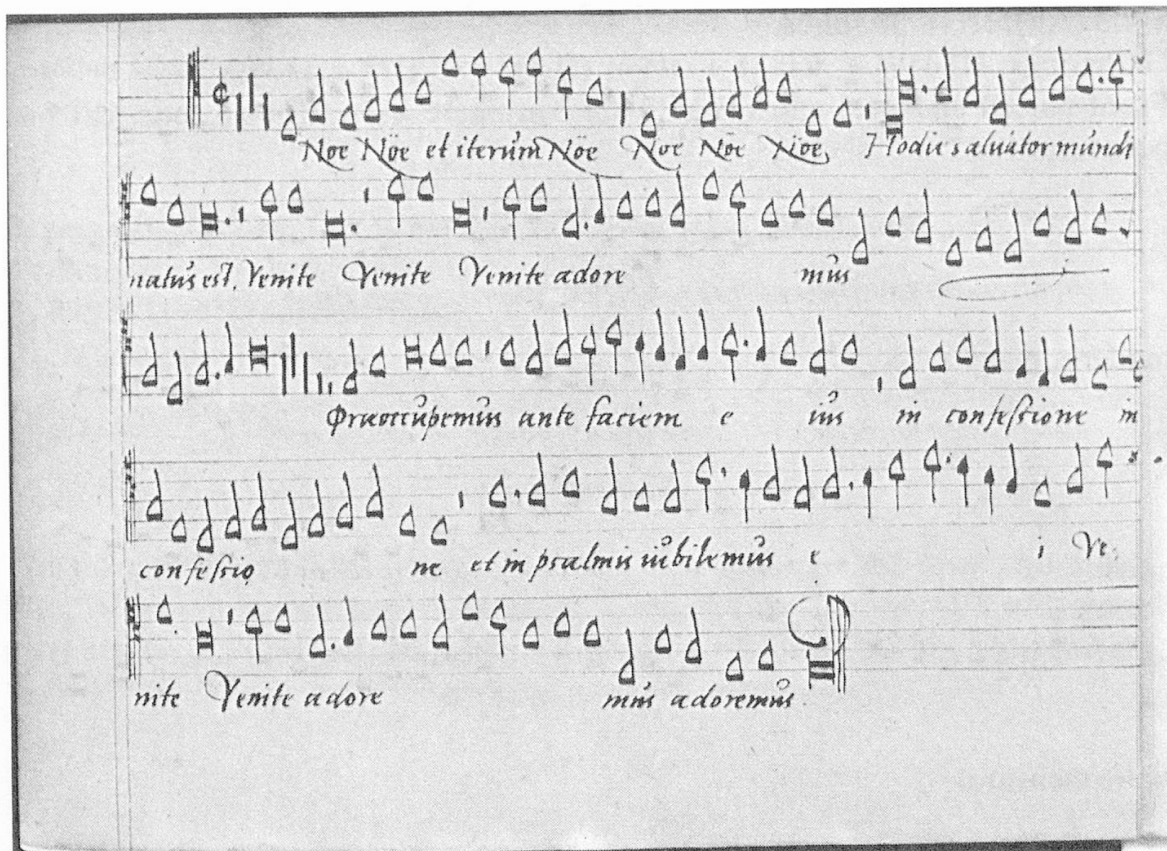 Noe Noe et iterum Noe Noe Noe Noe, Hodie saluator mundi
natus est, Venite Venite Venite adore mus
Praeoccupemus ante faciem e ius in confessione in
confessio ne et in psalmis iubilemus e i Ve
nite Venite adore mus adoremus